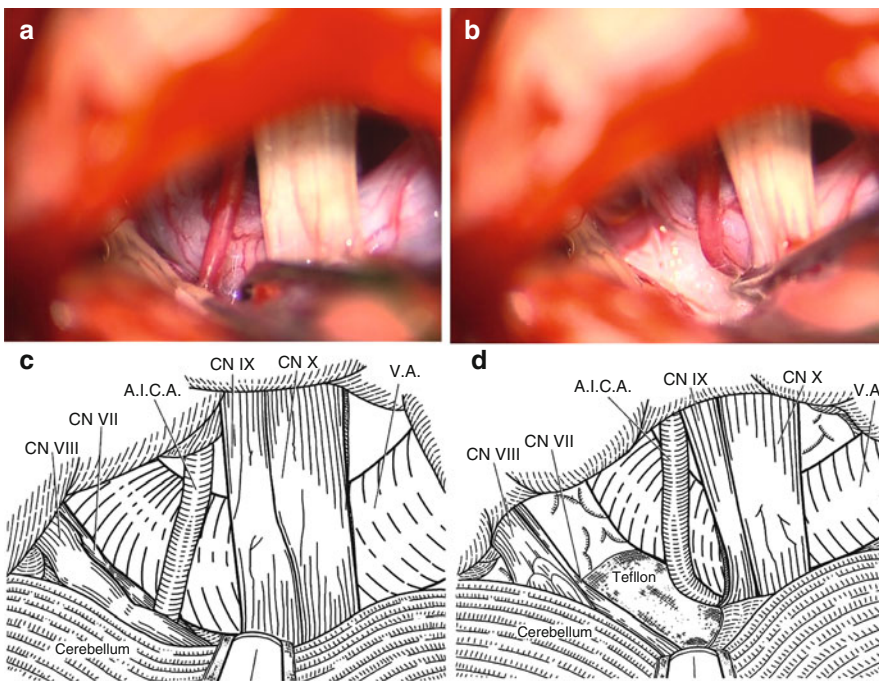 a
b
c
CN IX
CN X
A.I.C.A.
V.A.
CN VII
CN VIII
Cerebellum
d
A.I.C.A.
CN IX
CN X
V.A.
CN VIII
CN VII
Teflon
Cerebellum